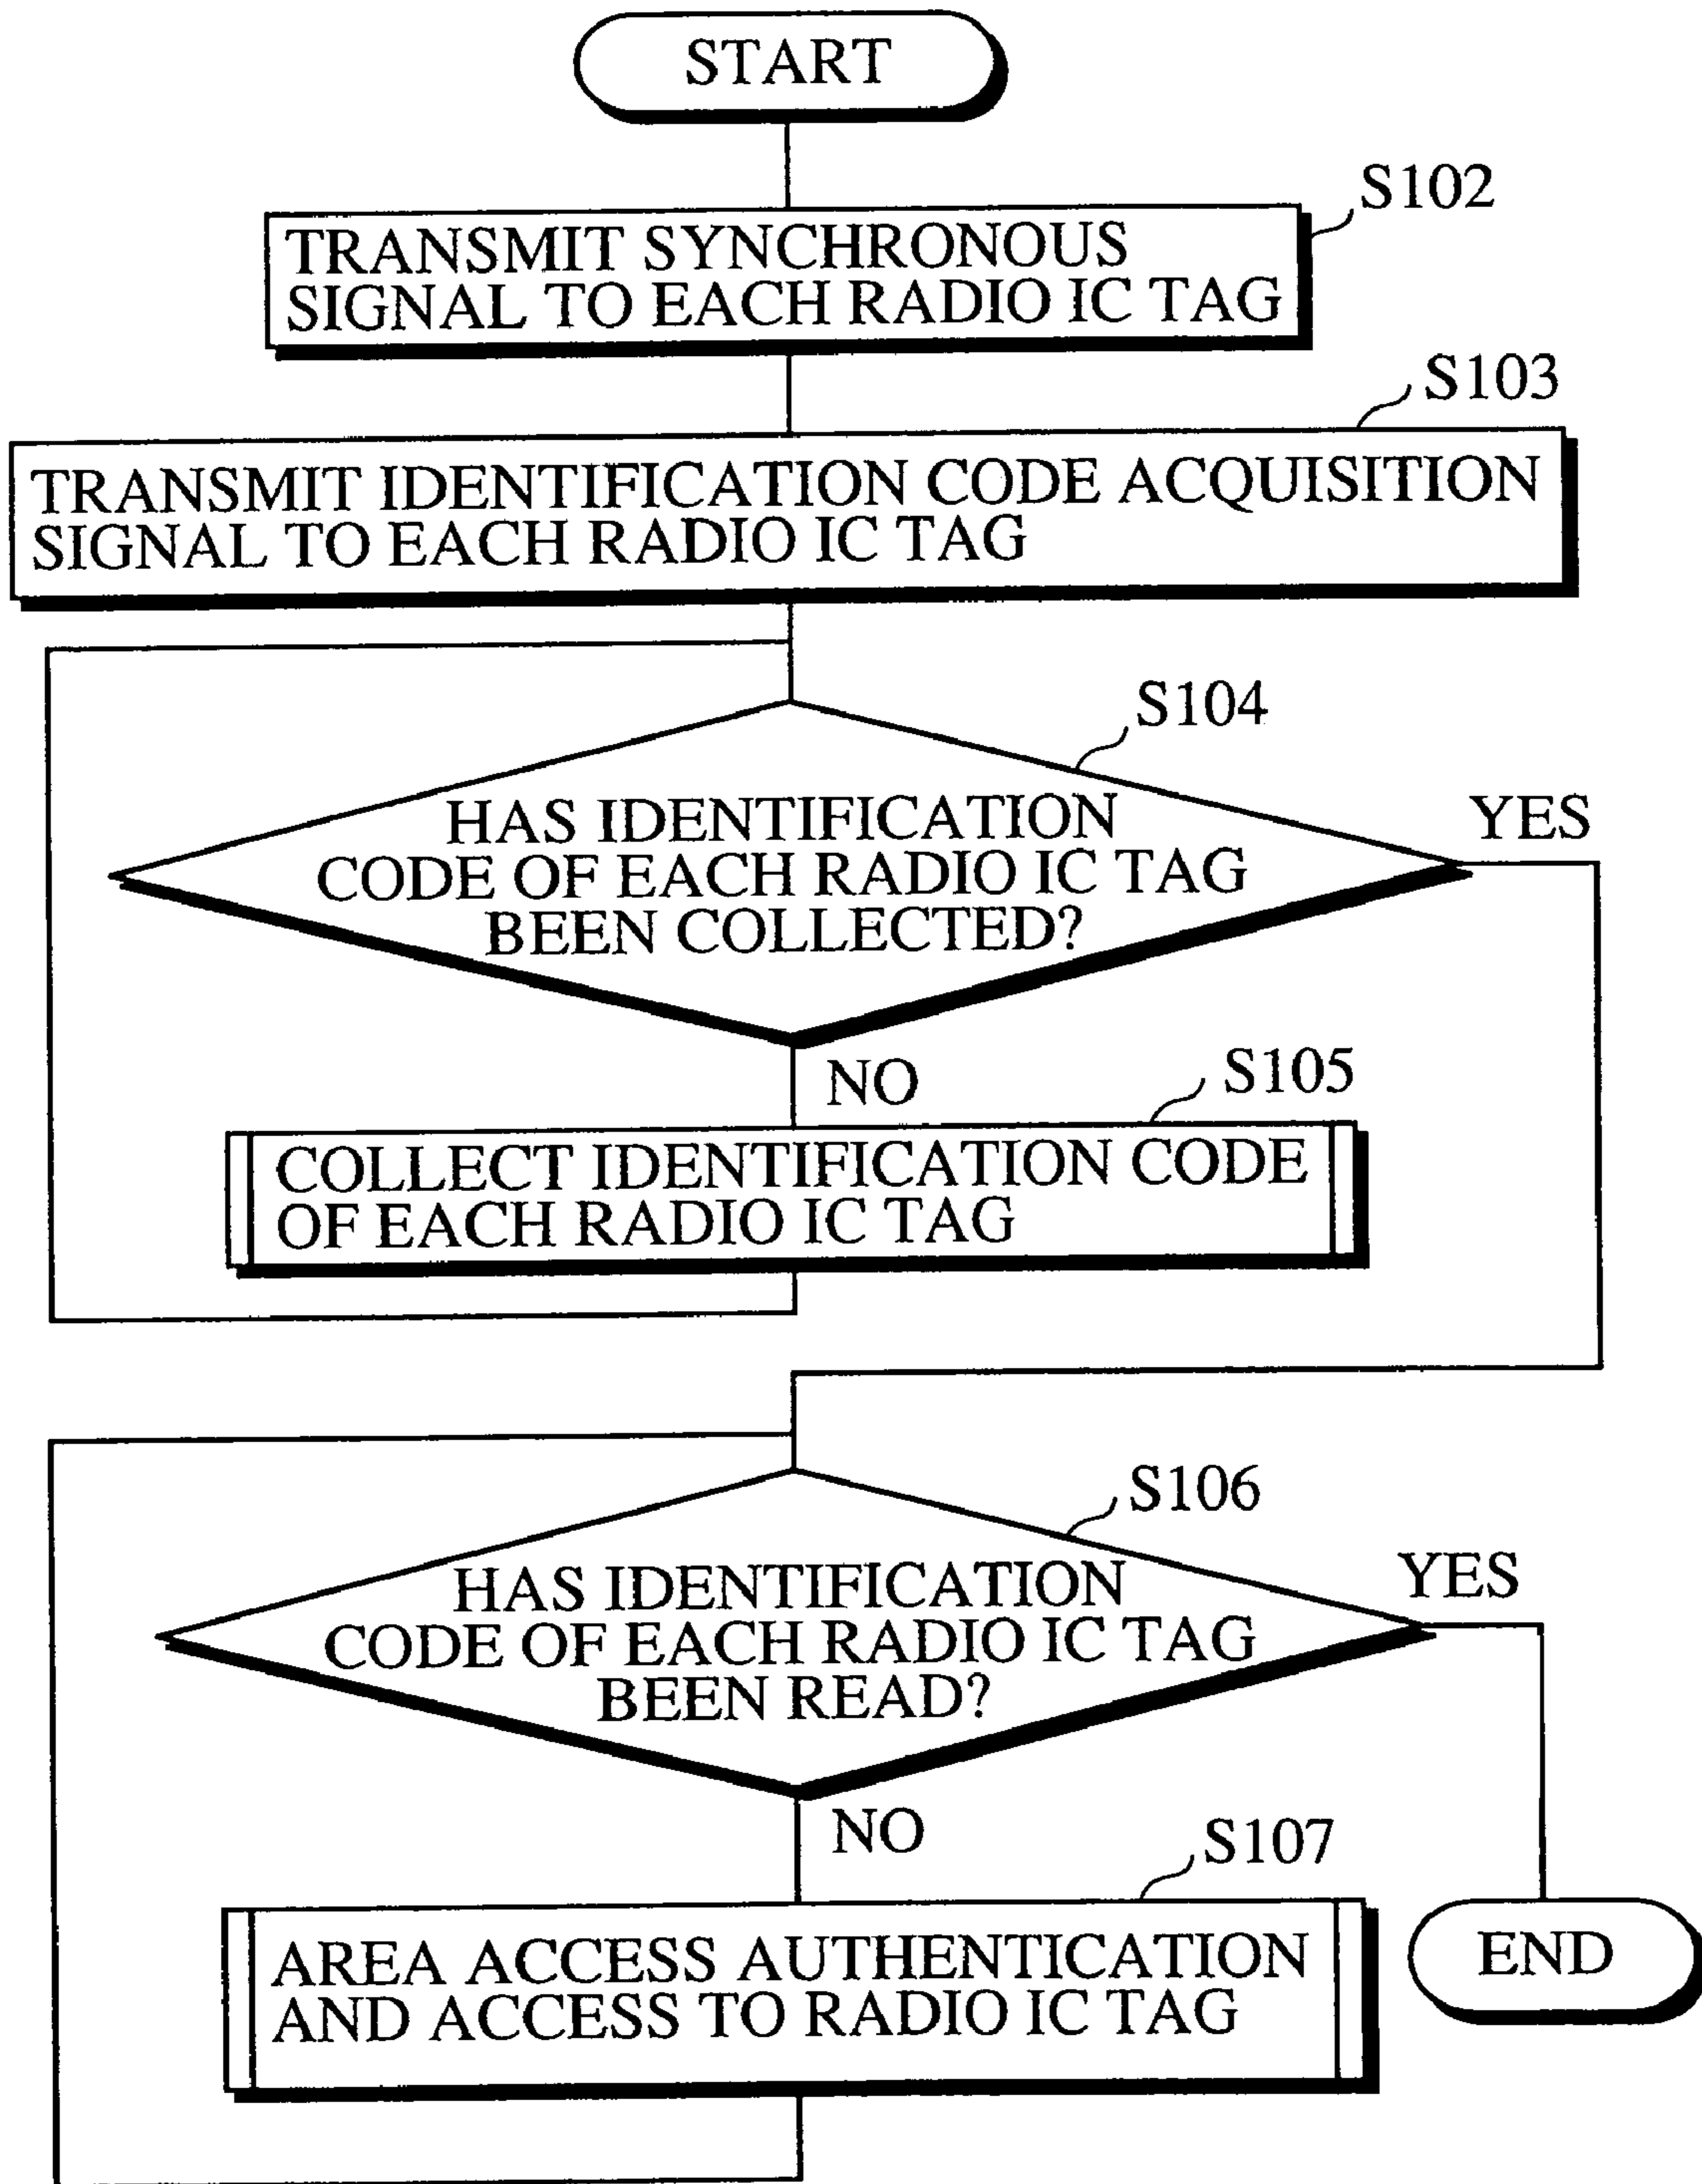 START
S102
TRANSMIT SYNCHRONOUS
SIGNAL TO EACH RADIO IC TAG
S103
TRANSMIT IDENTIFICATION CODE ACQUISITION
SIGNAL TO EACH RADIO IC TAG
S104
HAS IDENTIFICATION
CODE OF EACH RADIO IC TAG
BEEN COLLECTED?
YES
NO
S105
COLLECT IDENTIFICATION CODE
OF EACH RADIO IC TAG
S106
HAS IDENTIFICATION
CODE OF EACH RADIO IC TAG
BEEN READ?
YES
NO
S107
AREA ACCESS AUTHENTICATION
AND ACCESS TO RADIO IC TAG
END